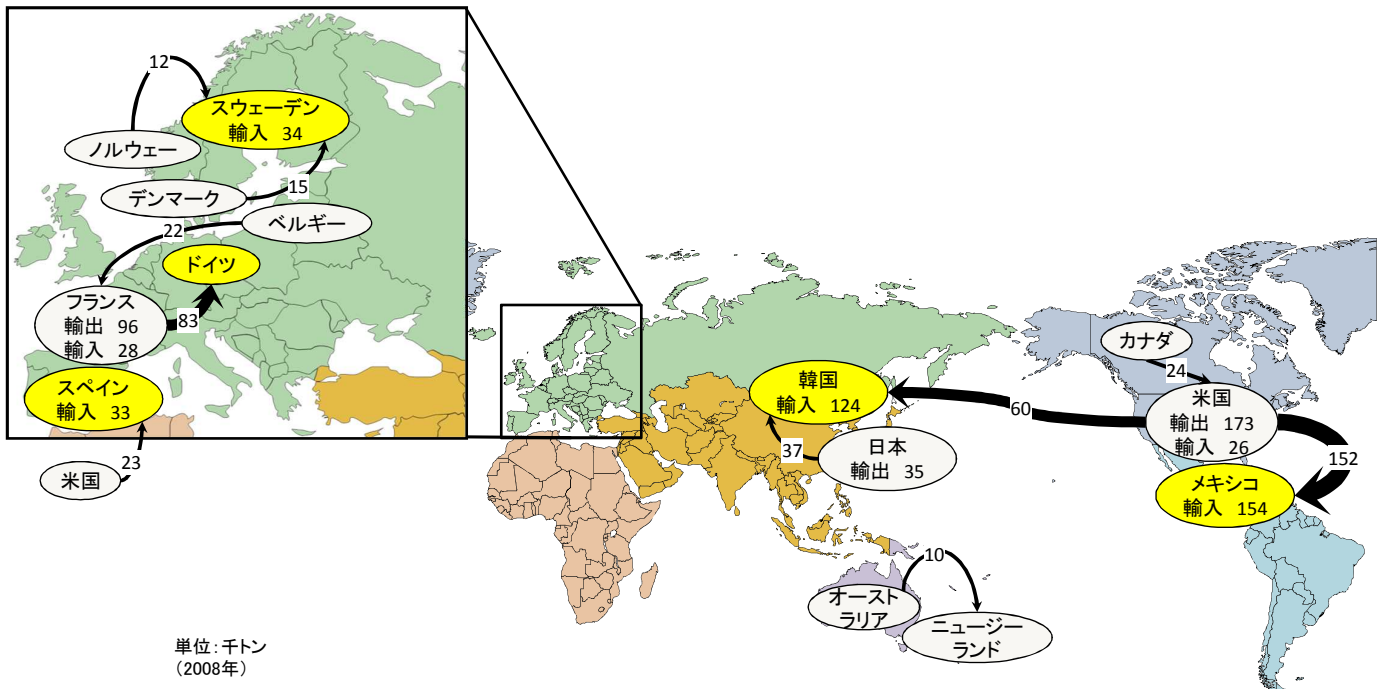 12
スウェーデン
輸入 34
ノルウェー
デンマーク
15
ベルギー
22
ドイツ
フランス
輸出 96
輸入 28
83
スペイン
輸入 33
23
米国
韓国
輸入 124
37
日本
輸出 35
60
カナダ
24
米国
輸出 173
輸入 26
152
メキシコ
輸入 154
10
オースト
ラリア
ニュージー
ランド
単位:千トン
(2008年)